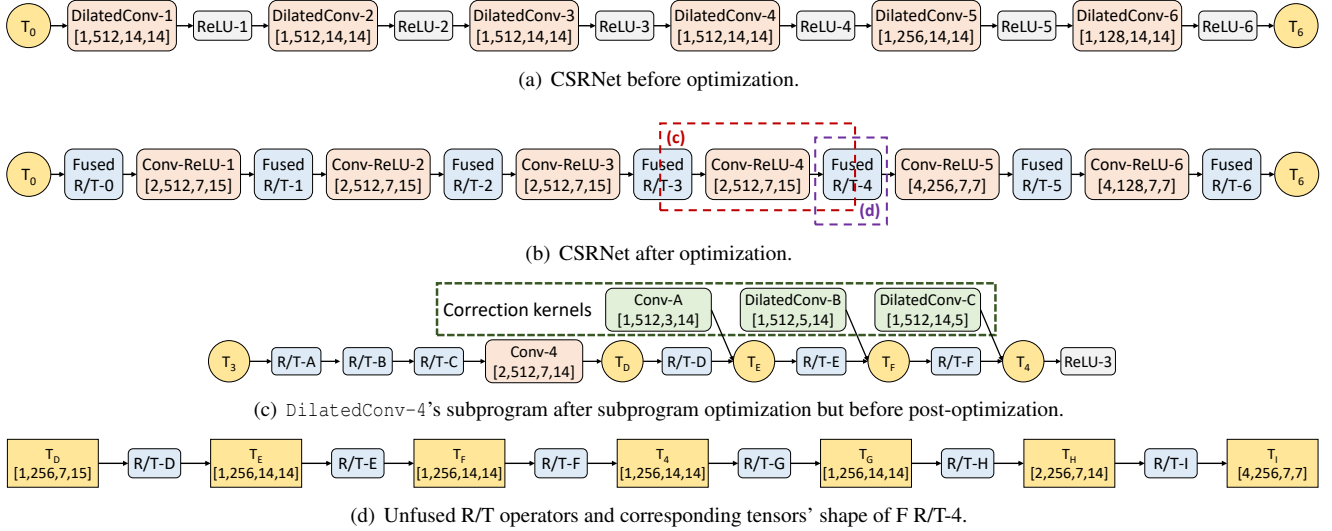 T0 DilatedConv-1 [1,512,14,14] ReLU-1 DilatedConv-2 [1,512,14,14] ReLU-2 DilatedConv-3 [1,512,14,14] ReLU-3 DilatedConv-4 [1,512,14,14] ReLU-4 DilatedConv-5 [1,256,14,14] ReLU-5 DilatedConv-6 [1,128,14,14] ReLU-6 T6
(a) CSRNet before optimization.
(c)
T0 Fused R/T-0 Conv-ReLU-1 [2,512,7,15] Fused R/T-1 Conv-ReLU-2 [2,512,7,15] Fused R/T-2 Conv-ReLU-3 [2,512,7,15] Fused R/T-3 Conv-ReLU-4 [2,512,7,15] Fused R/T-4 Conv-ReLU-5 [4,256,7,7] Fused R/T-5 Conv-ReLU-6 [4,128,7,7] Fused R/T-6 T6
(d)
(b) CSRNet after optimization.
Correction kernels Conv-A [1,512,3,14] DilatedConv-B [1,512,5,14] DilatedConv-C [1,512,14,5]
T3 R/T-A R/T-B R/T-C Conv-4 [2,512,7,14] TD R/T-D TE R/T-E TF R/T-F T4 ReLU-3
(c) DilatedConv-4's subprogram after subprogram optimization but before post-optimization.
TD [1,256,7,15] R/T-D TE [1,256,14,14] R/T-E TF [1,256,14,14] R/T-F T4 [1,256,14,14] R/T-G TG [1,256,14,14] R/T-H TH [2,256,7,14] R/T-I TI [4,256,7,7]
(d) Unfused R/T operators and corresponding tensors' shape of F R/T-4.